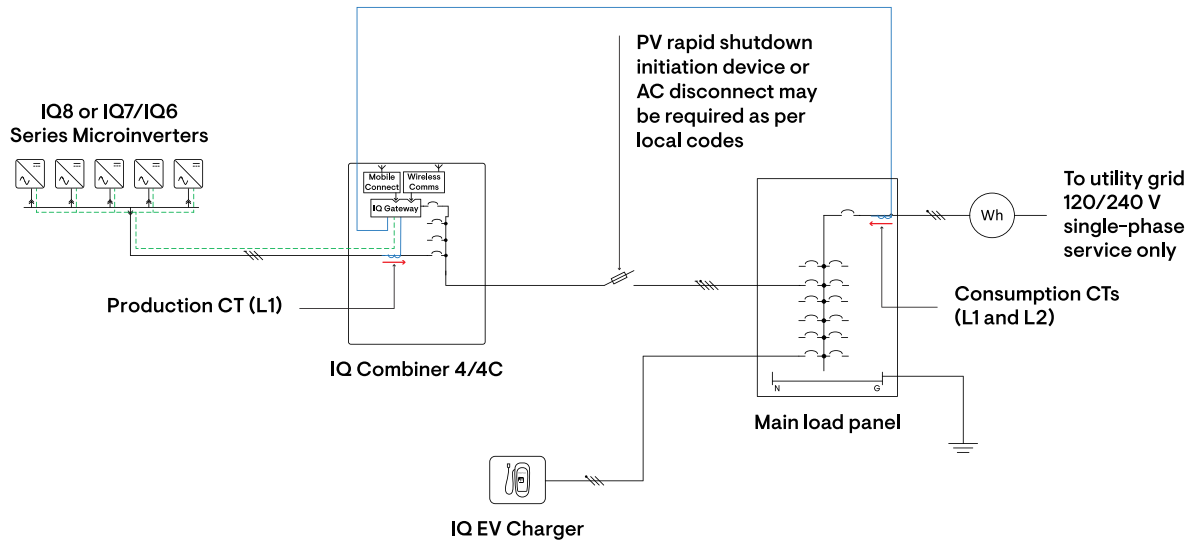 PV rapid shutdown
initiation device or
AC disconnect may
be required as per
local codes
IQ8 or IQ7/IQ6
Series Microinverters
Mobile
Connect
Wireless
Comms
IQ Gateway
Production CT (L1)
IQ Combiner 4/4C
Wh
To utility grid
120/240 V
single-phase
service only
Consumption CTs
(L1 and L2)
N
G
Main load panel
IQ EV Charger